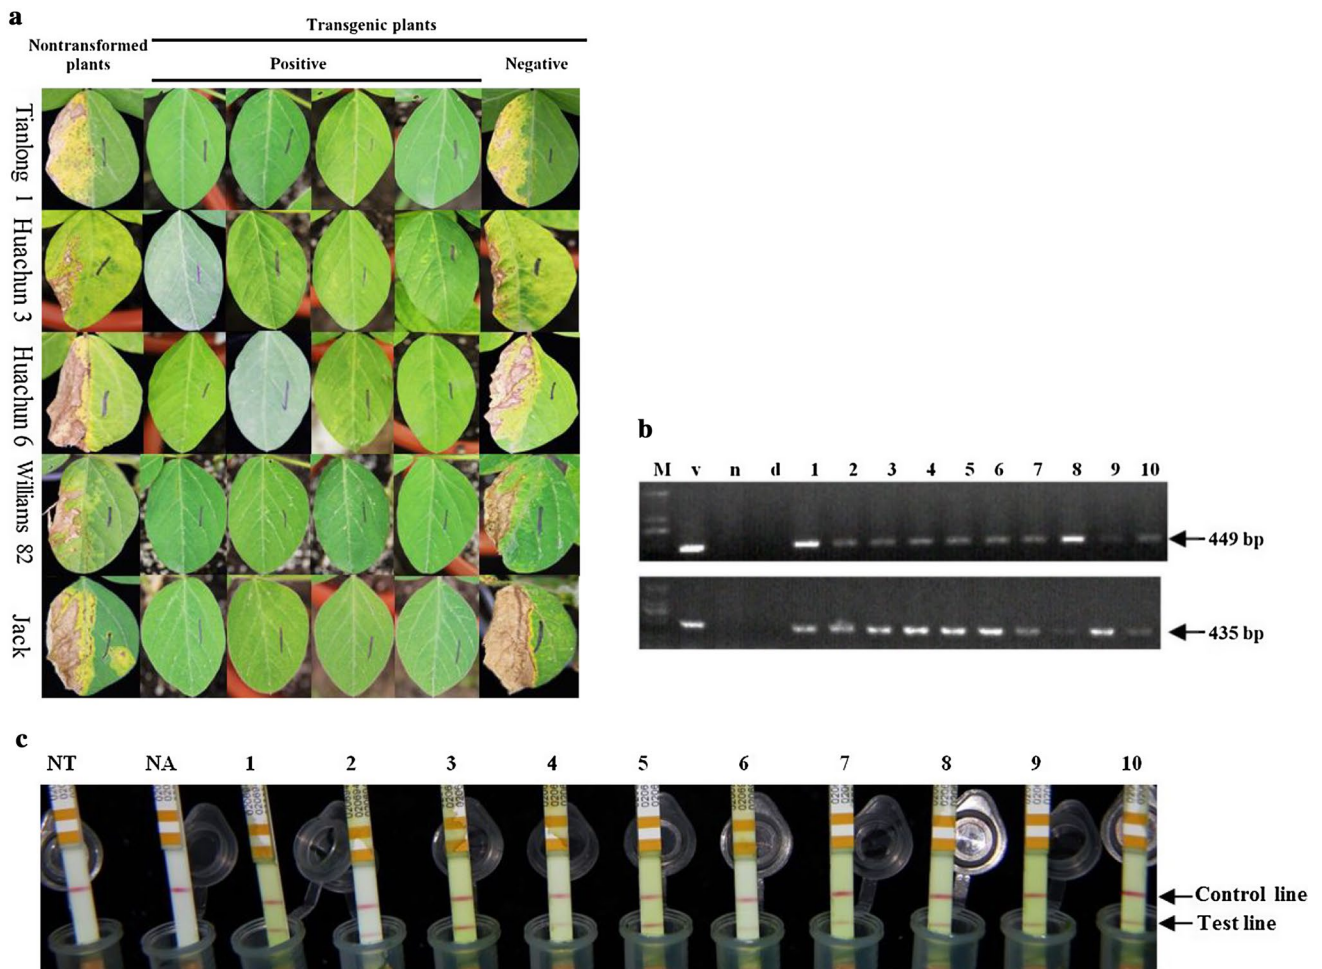 a
Transgenic plants
Nontransformed
plants
Positive
Negative
Tianlong 1
Huachun 3
Huachun 6
Williams 82
Jack
b
M v n d 1 2 3 4 5 6 7 8 9 10
449 bp
435 bp
c
NT NA 1 2 3 4 5 6 7 8 9 10
Control line
Test line